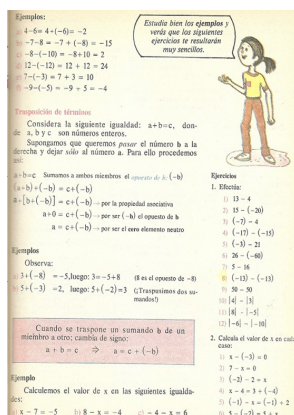 Ejemplos:
a) 4−6= 4+(−6)= −2
b) −7−8 = −7 + (−8) = −15
c) −8−(−10) = −8+10 = 2
d) 12−(−12) = 12 + 12 = 24
e) 7−(−3) = 7 + 3 = 10
f) −9−(−5) = −9 + 5 = −4
Estudia bien los ejemplos y
verás que los siguientes
ejercicios te resultarán
muy sencillos.
Trasposición de términos
Considera la siguiente igualdad: a+b=c, don-
de a, b y c son números enteros.
Supongamos que queremos pasar el número b a la
derecha y dejar sólo al número a. Para ello procedemos
así:
a+b=c Sumamos a ambos miembros el opuesto de b: (−b)
(a+b)+(−b) = c+(−b)
a+[b+(−b)] = c+(−b) → por la propiedad asociativa
a+0 = c+(−b) → por ser (−b) el opuesto de b
a = c+(−b) → por ser el cero elemento neutro
Ejemplos
Observa:
a) 3+(−8) = −5, luego: 3=−5+8 (8 es el opuesto de −8)
b) 5+(−3) =2, luego: 5+(−2)=3 (¡Trasponimos dos su-
mandos!)
Cuando se traspone un sumando b de un
miembro a otro; cambia de signo:
a + b = c ⇒ a = c + (−b)
Ejemplo
Calculemos el valor de x en las siguientes igualda-
des:
a) x − 7 = −5 b) 8 − x = −4 c) −4 − x = 6
Ejercicios
1. Efectúa:
1) 13 − 4
2) 15 − (−20)
3) (−7) − 4
4) (−17) − (−15)
5) (−3) − 21
6) 26 − (−60)
7) 5 − 16
8) (−13) − (−13)
9) 50 − 50
10) |4| − |3|
11) |8| − |−5|
12) |−6| − |−10|
2. Calcula el valor de x en cada
caso:
1) x − (−3) = 0
2) 7 − x = 0
3) (−2) − 2 = x
4) x − 4 = 3 + (−4)
5) (−1) − x = (−1) + 2